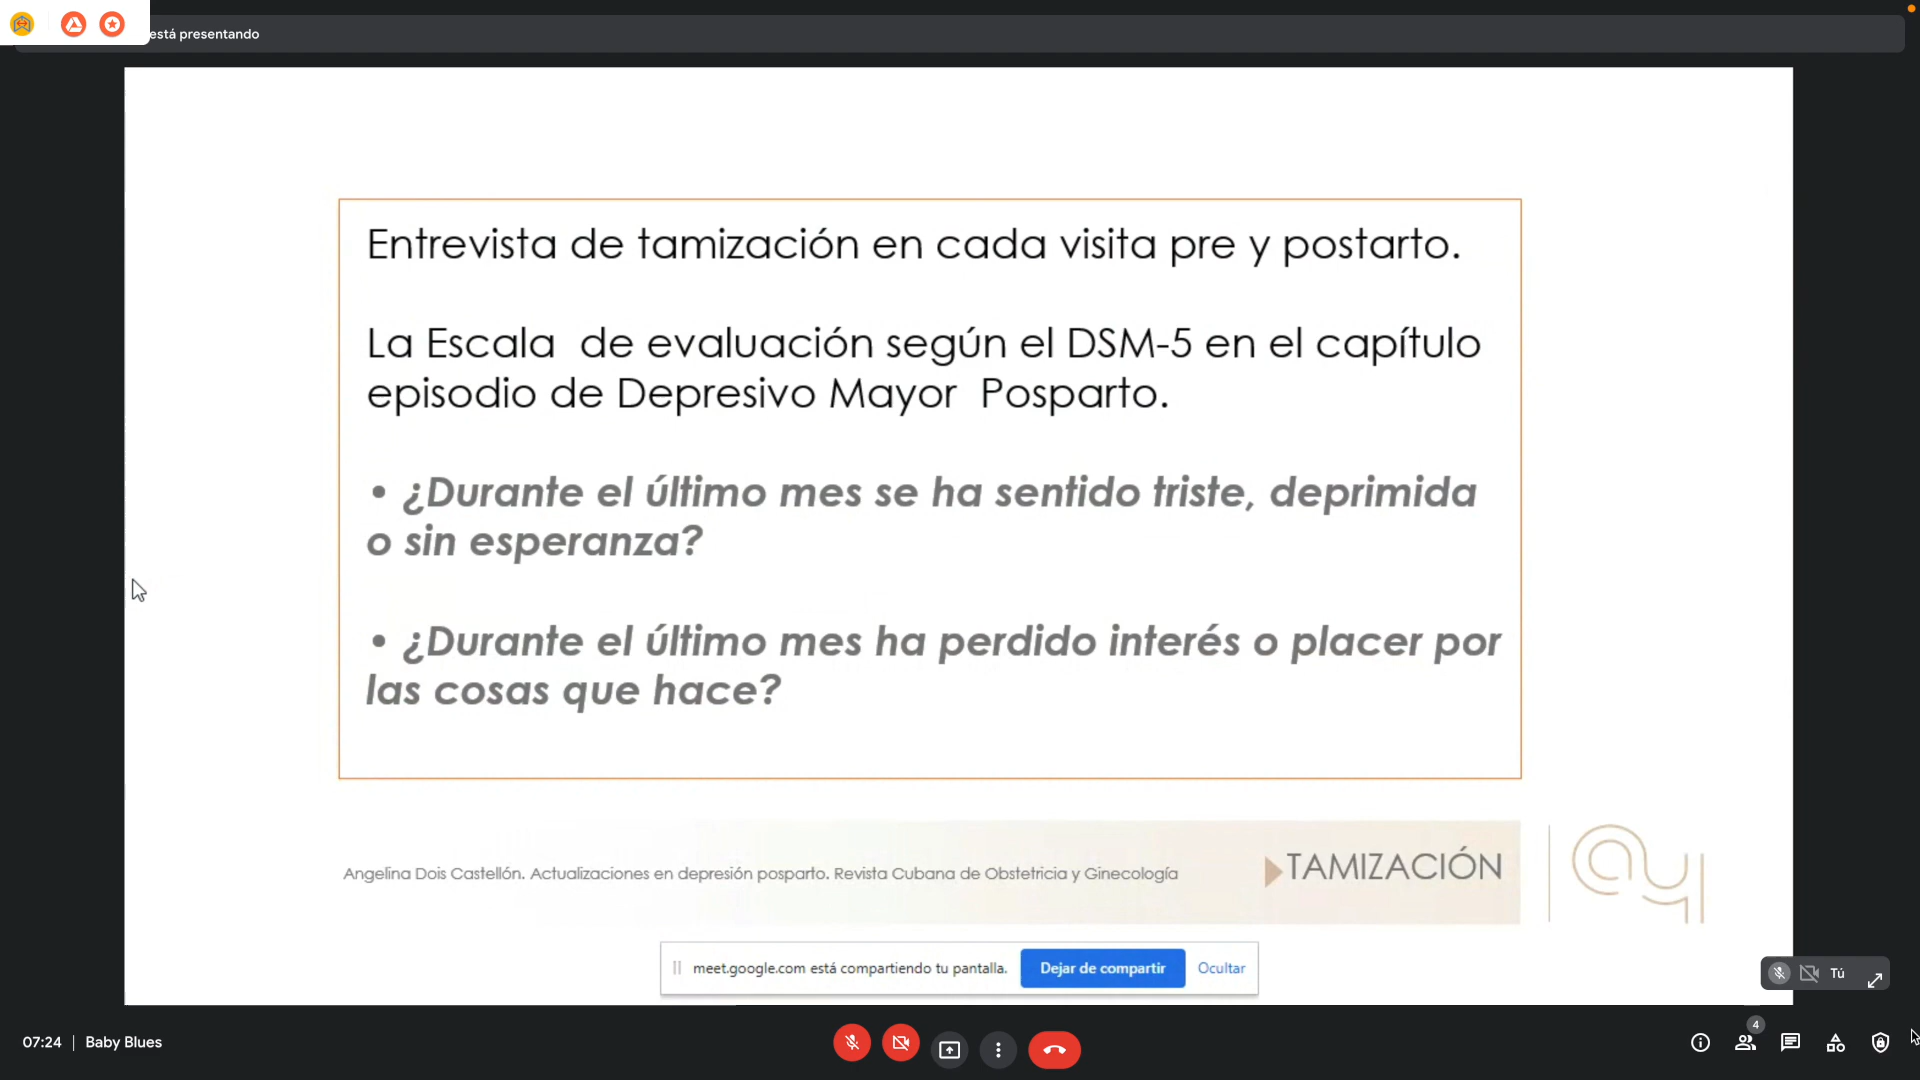 está presentando
Entrevista de tamización en cada visita pre y postarto.
La Escala de evaluación según el DSM-5 en el capítulo
episodio de Depresivo Mayor Posparto.
• ¿Durante el último mes se ha sentido triste, deprimida
o sin esperanza?
• ¿Durante el último mes ha perdido interés o placer por
las cosas que hace?
Angelina Dois Castellón. Actualizaciones en depresión posparto. Revista Cubana de Obstetricia y Ginecología
TAMIZACIÓN
ay
meet.google.com está compartiendo tu pantalla.
Dejar de compartir
Ocultar
Tú
07:24 | Baby Blues
4